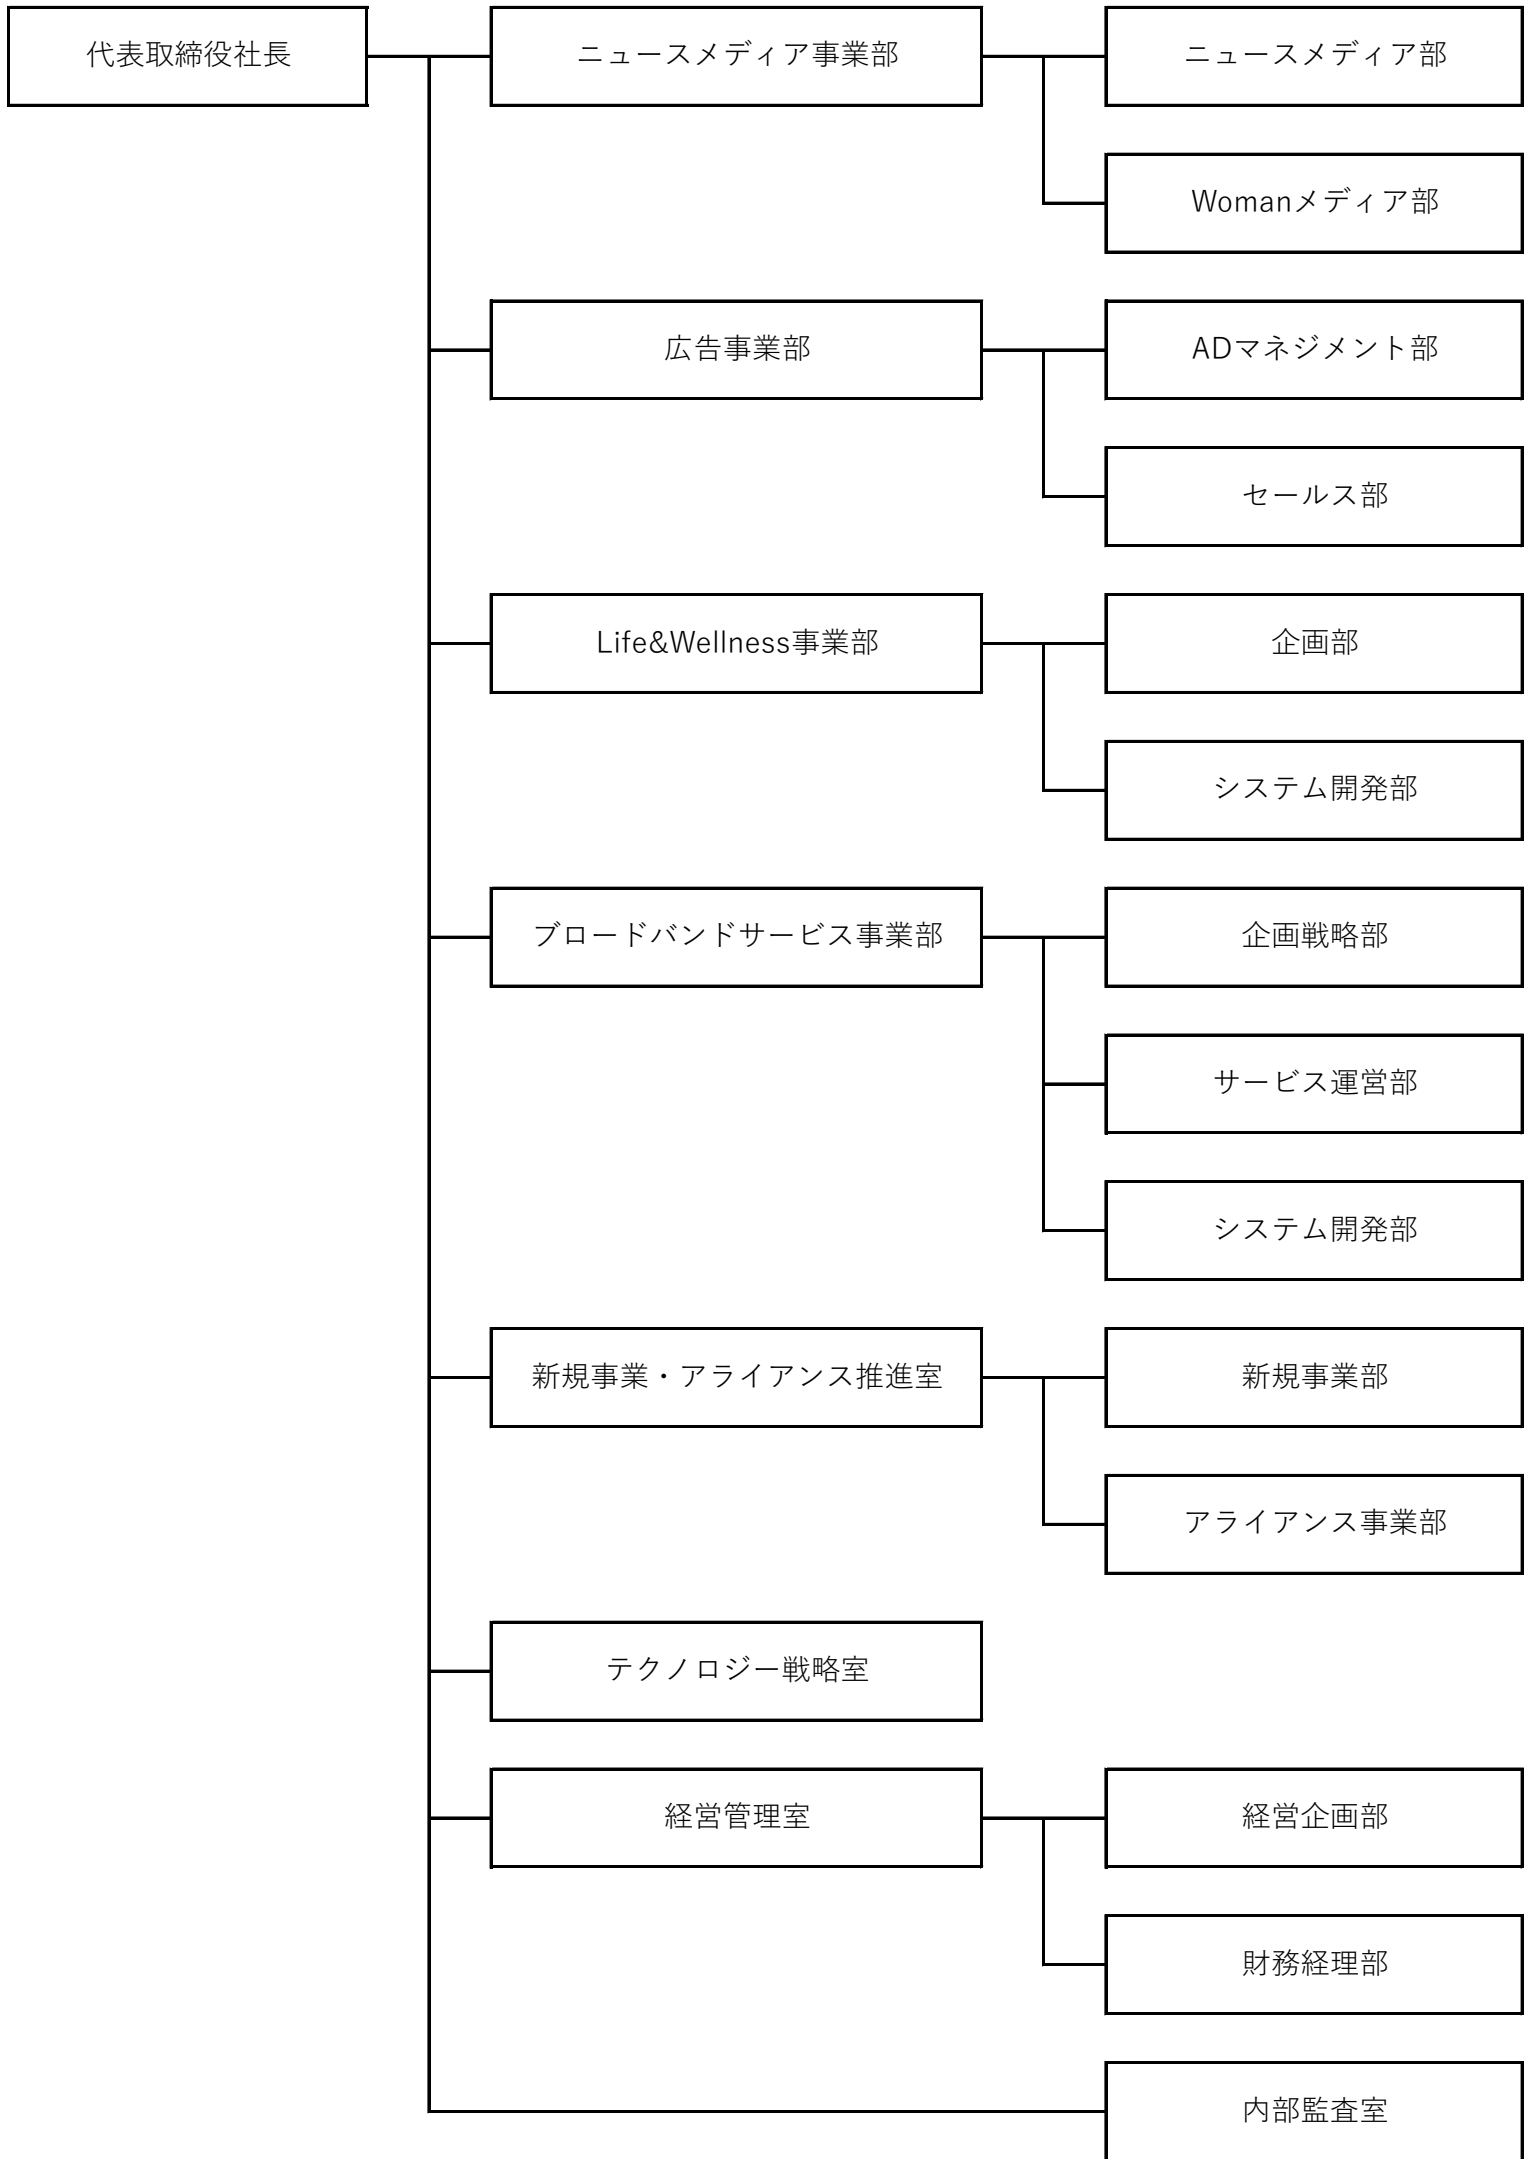 代表取締役社長
ニュースメディア事業部
ニュースメディア部
Womanメディア部
広告事業部
ADマネジメント部
セールス部
Life&Wellness事業部
企画部
システム開発部
ブロードバンドサービス事業部
企画戦略部
サービス運営部
システム開発部
新規事業・アライアンス推進室
新規事業部
アライアンス事業部
テクノロジー戦略室
経営管理室
経営企画部
財務経理部
内部監査室